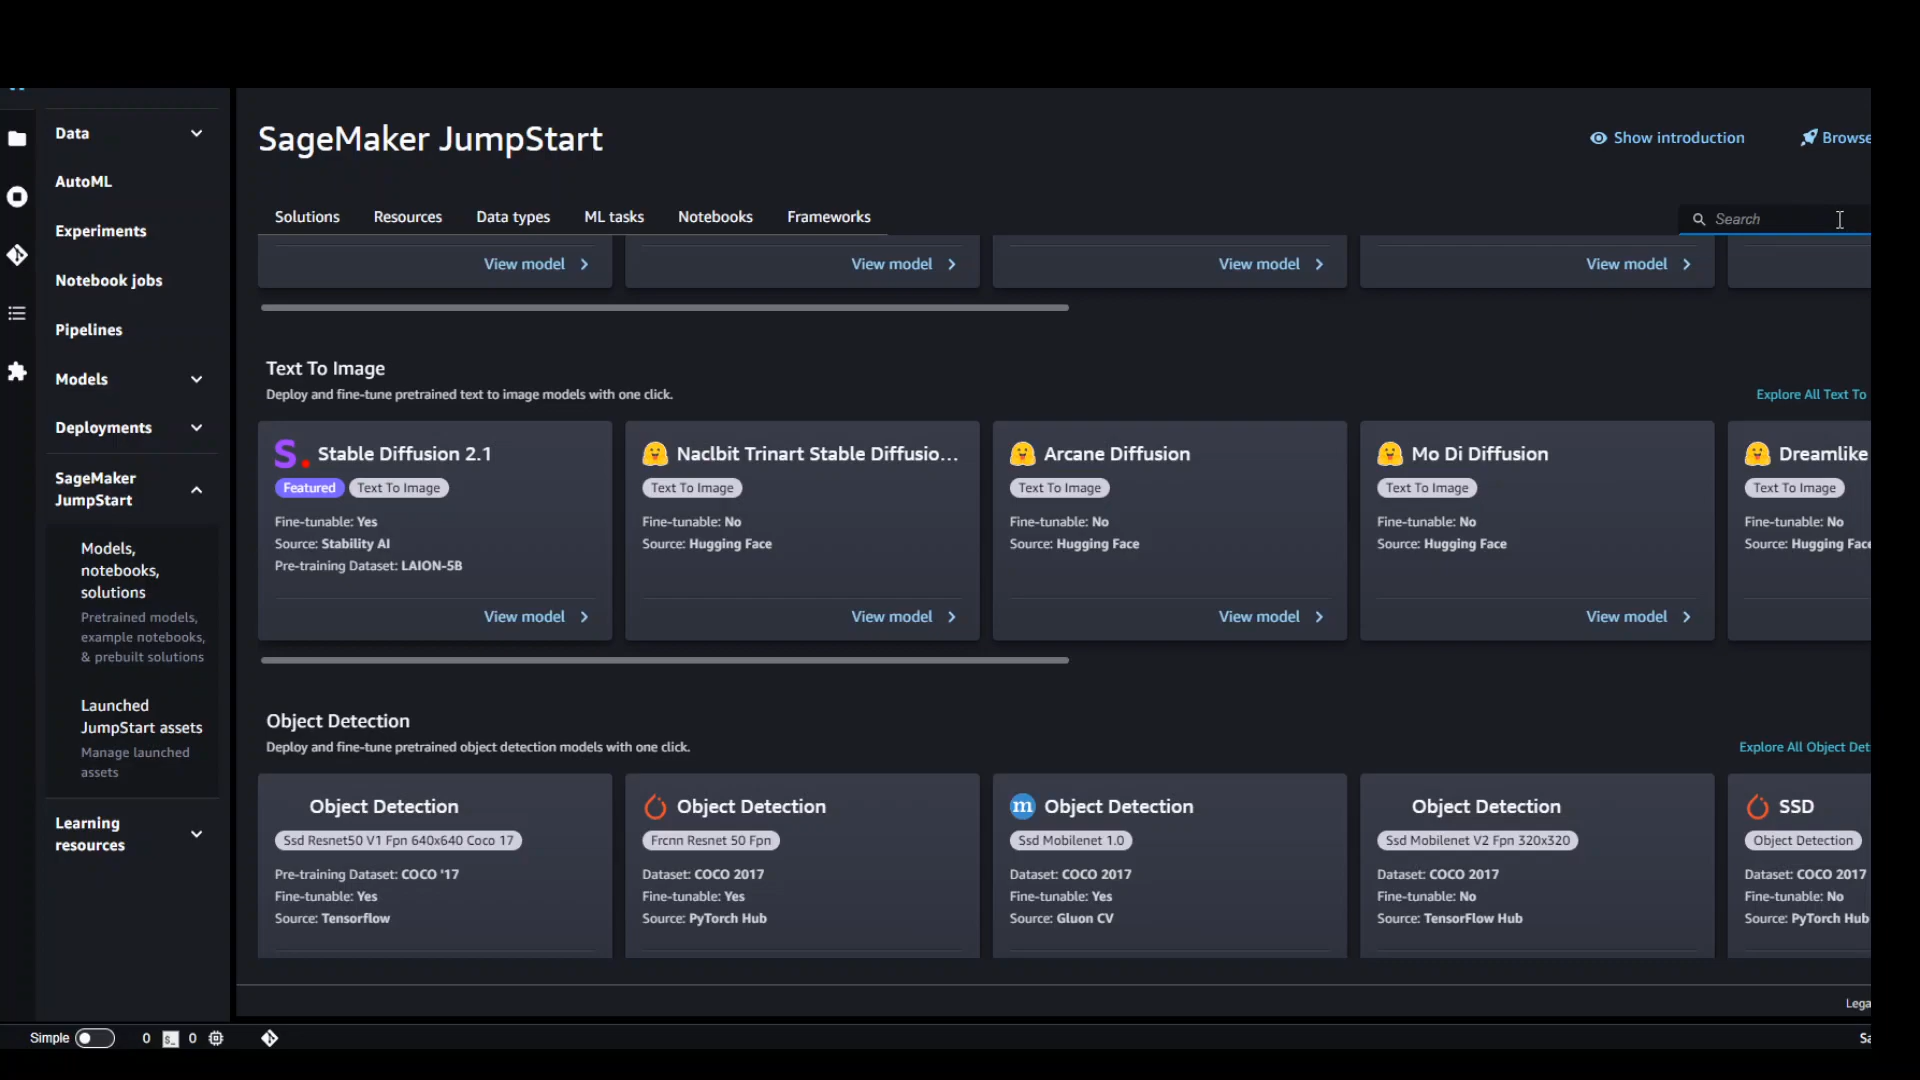 Data
AutoML
Experiments
Notebook jobs
Pipelines
Models
Deployments
SageMaker
JumpStart
Models,
notebooks,
solutions
Pretrained models,
example notebooks,
& prebuilt solutions
Launched
JumpStart assets
Manage launched
assets
Learning
resources
SageMaker JumpStart
Show introduction
Browse
Solutions Resources Data types ML tasks Notebooks Frameworks
Search
View model View model View model View model
Text To Image
Deploy and fine-tune pretrained text to image models with one click.
Explore All Text To
S. Stable Diffusion 2.1
Featured Text To Image
Fine-tunable: Yes
Source: Stability AI
Pre-training Dataset: LAION-5B
View model
Naclbit Trinart Stable Diffusio...
Text To Image
Fine-tunable: No
Source: Hugging Face
View model
Arcane Diffusion
Text To Image
Fine-tunable: No
Source: Hugging Face
View model
Mo Di Diffusion
Text To Image
Fine-tunable: No
Source: Hugging Face
View model
Dreamlike
Text To Image
Fine-tunable: No
Source: Hugging Face
Object Detection
Deploy and fine-tune pretrained object detection models with one click.
Explore All Object Det
Object Detection
Ssd Resnet50 V1 Fpn 640x640 Coco 17
Pre-training Dataset: COCO '17
Fine-tunable: Yes
Source: Tensorflow
Object Detection
Frcnn Resnet 50 Fpn
Dataset: COCO 2017
Fine-tunable: Yes
Source: PyTorch Hub
m Object Detection
Ssd Mobilenet 1.0
Dataset: COCO 2017
Fine-tunable: Yes
Source: Gluon CV
Object Detection
Ssd Mobilenet V2 Fpn 320x320
Dataset: COCO 2017
Fine-tunable: No
Source: TensorFlow Hub
SSD
Object Detection
Dataset: COCO 2017
Fine-tunable: No
Source: PyTorch Hub
Lega
Simple 0 $_ 0
Sa